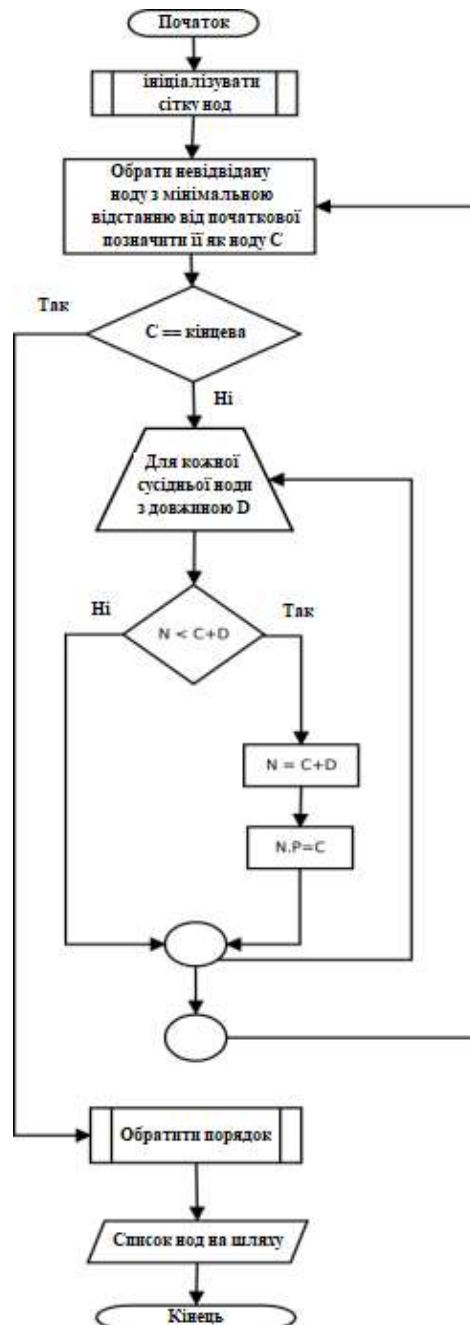 Початок
ініціалізувати
сітку нод
Обрати невідвідану
ноду з мінімальною
відстанню від початкової
позначити її як ноду C
Так
C == кінцева
Ні
Для кожної
сусідньої ноди
з довжиною D
Ні
Так
N < C+D
N = C+D
N.P=C
Обратити порядок
Список нод на шляху
Кінець